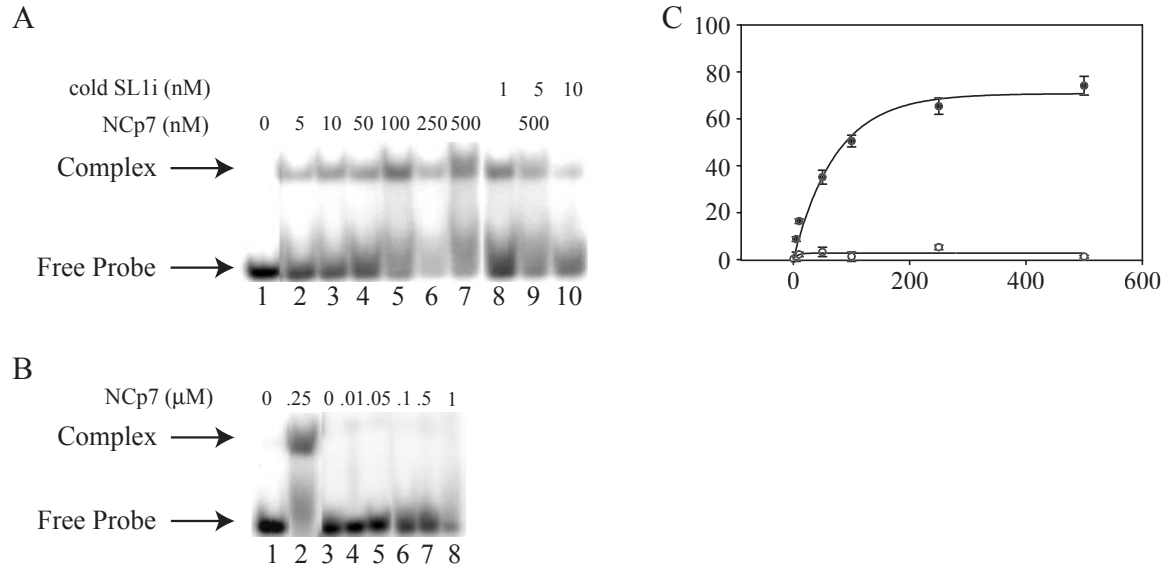 A
cold SL1i (nM) 1 5 10
NCp7 (nM) 0 5 10 50 100 250 500 500
Complex
Free Probe
1 2 3 4 5 6 7 8 9 10
B
NCp7 (μM) 0 .25 0 .01 .05 .1 .5 1
Complex
Free Probe
1 2 3 4 5 6 7 8
C
100
80
60
40
20
0
0 200 400 600